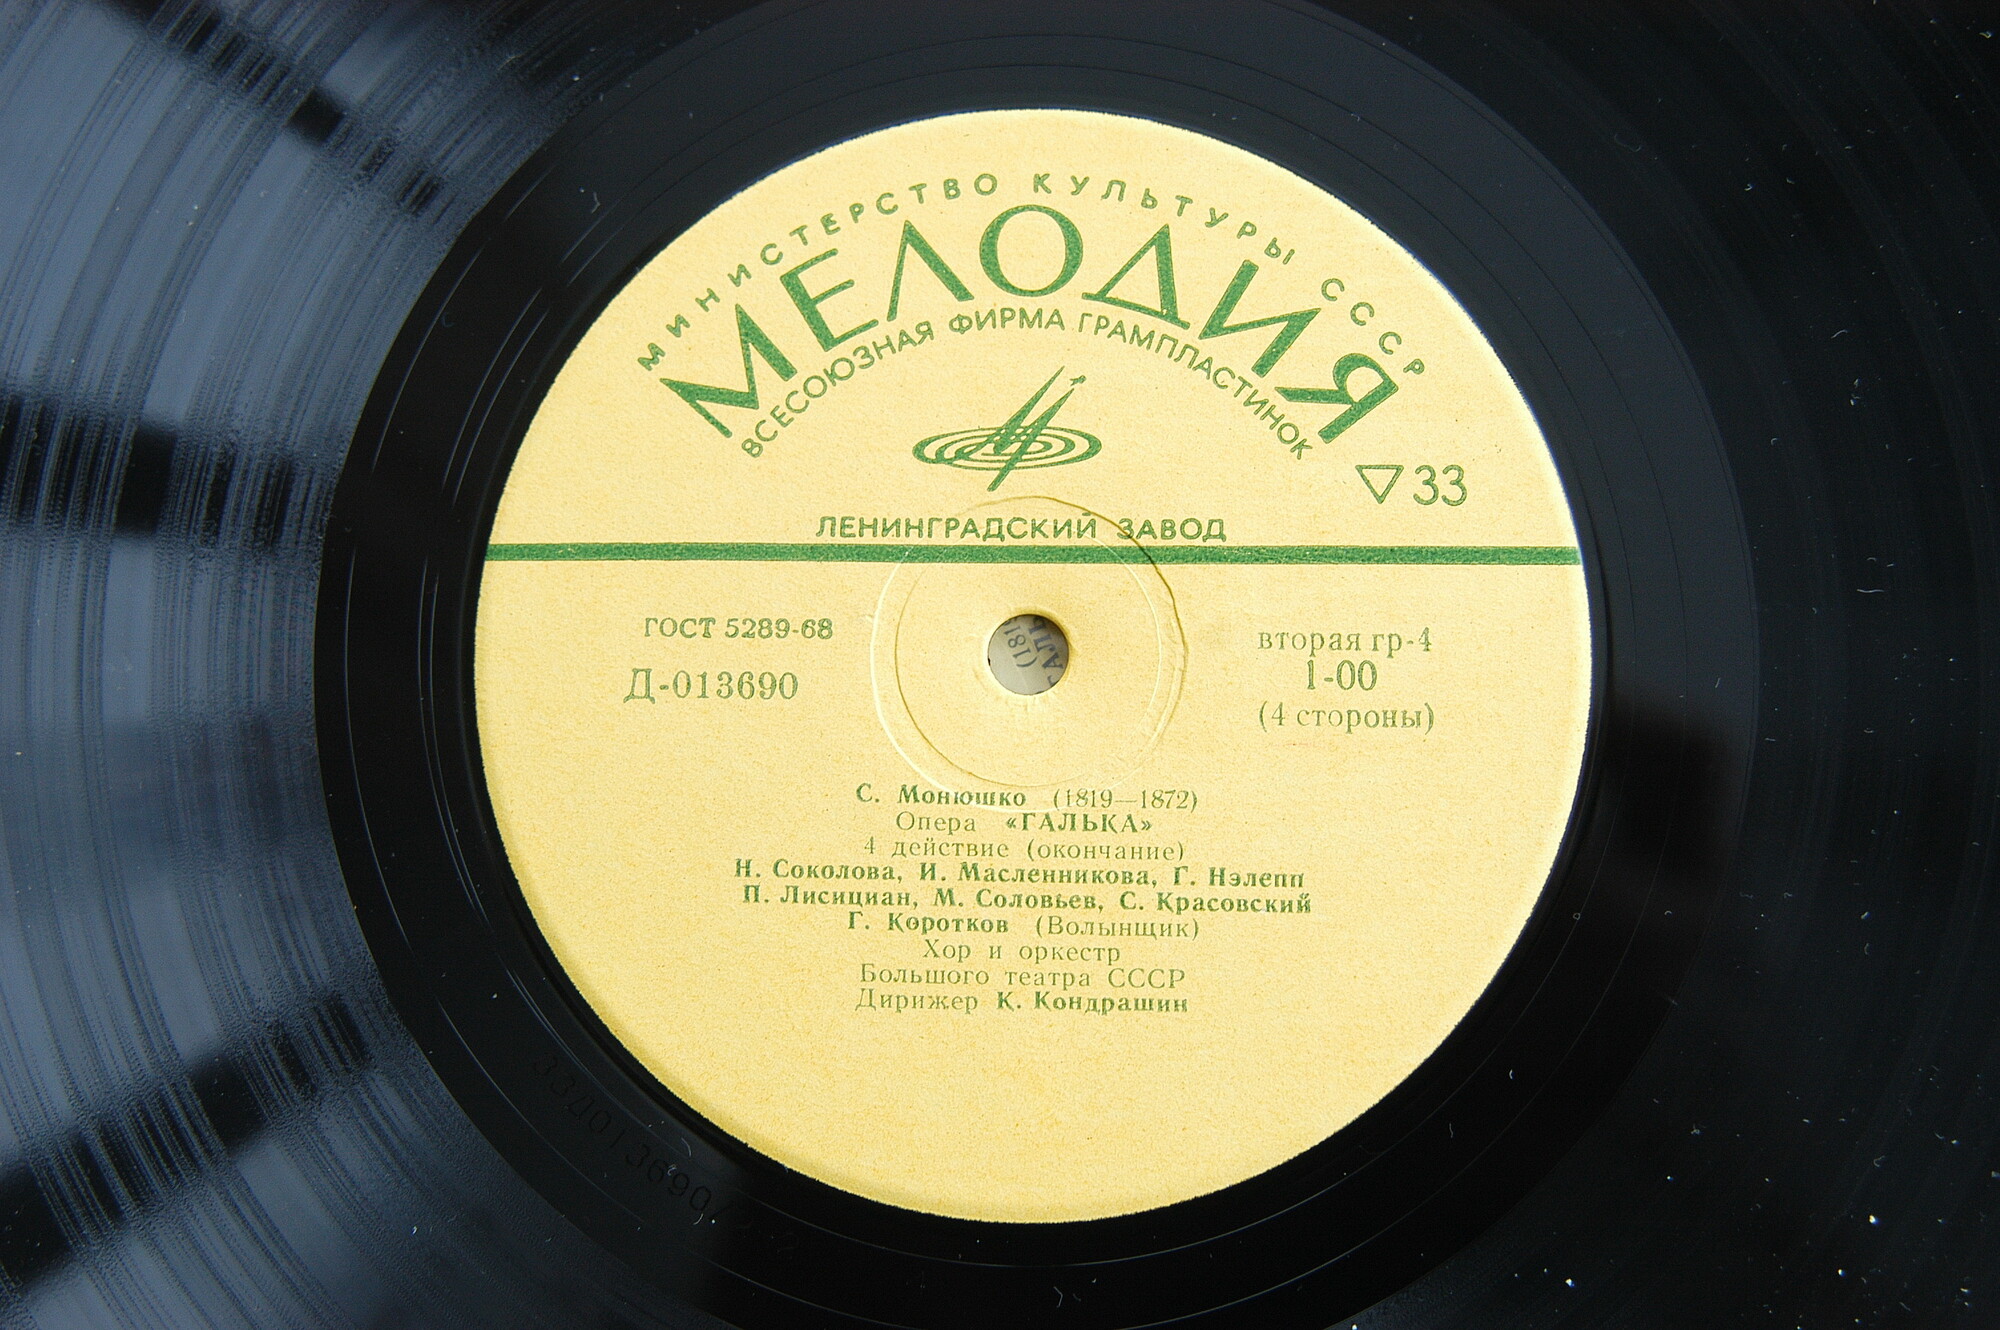 МИНИСТЕРСТВО КУЛЬТУРЫ СССР
МЕЛОДИЯ
ВСЕСОЮЗНАЯ ФИРМА ГРАМПЛАСТИНОК
33
ЛЕНИНГРАДСКИЙ ЗАВОД
ГОСТ 5289-68
Д-013690
вторая гр-4
1-00
(4 стороны)
С. Монюшко (1819—1872)
Опера «ГАЛЬКА»
4 действие (окончание)
Н. Соколова, И. Масленникова, Г. Нэлепп
П. Лисициан, М. Соловьев, С. Красовский
Г. Коротков (Волынщик)
Хор и оркестр
Большого театра СССР
Дирижер К. Кондрашин